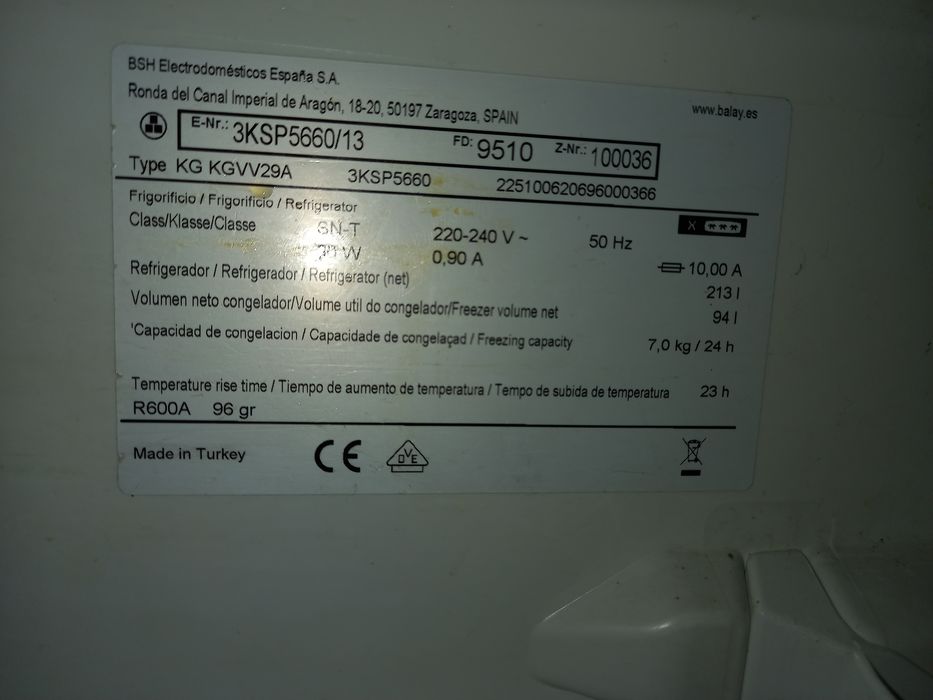 BSH Electrodomésticos España S.A.
Ronda del Canal Imperial de Aragón, 18-20, 50197 Zaragoza, SPAIN
www.balay.es
E-Nr.: 3KSP5660/13 FD: 9510 Z-Nr.: 100036
Type KG KGVV29A 3KSP5660 225100620696000366
Frigorificio / Frigorificio / Refrigerator
Class/Klasse/Classe SN-T 220-240 V ~ 50 Hz X ***
W 0,90 A 10,00 A
Refrigerador / Refrigerador / Refrigerator (net) 213 l
Volumen neto congelador/Volume util do congelador/Freezer volume net 94 l
'Capacidad de congelacion / Capacidade de congelaçad / Freezing capacity 7,0 kg / 24 h
Temperature rise time / Tiempo de aumento de temperatura / Tempo de subida de temperatura 23 h
R600A 96 gr
Made in Turkey CE DVE